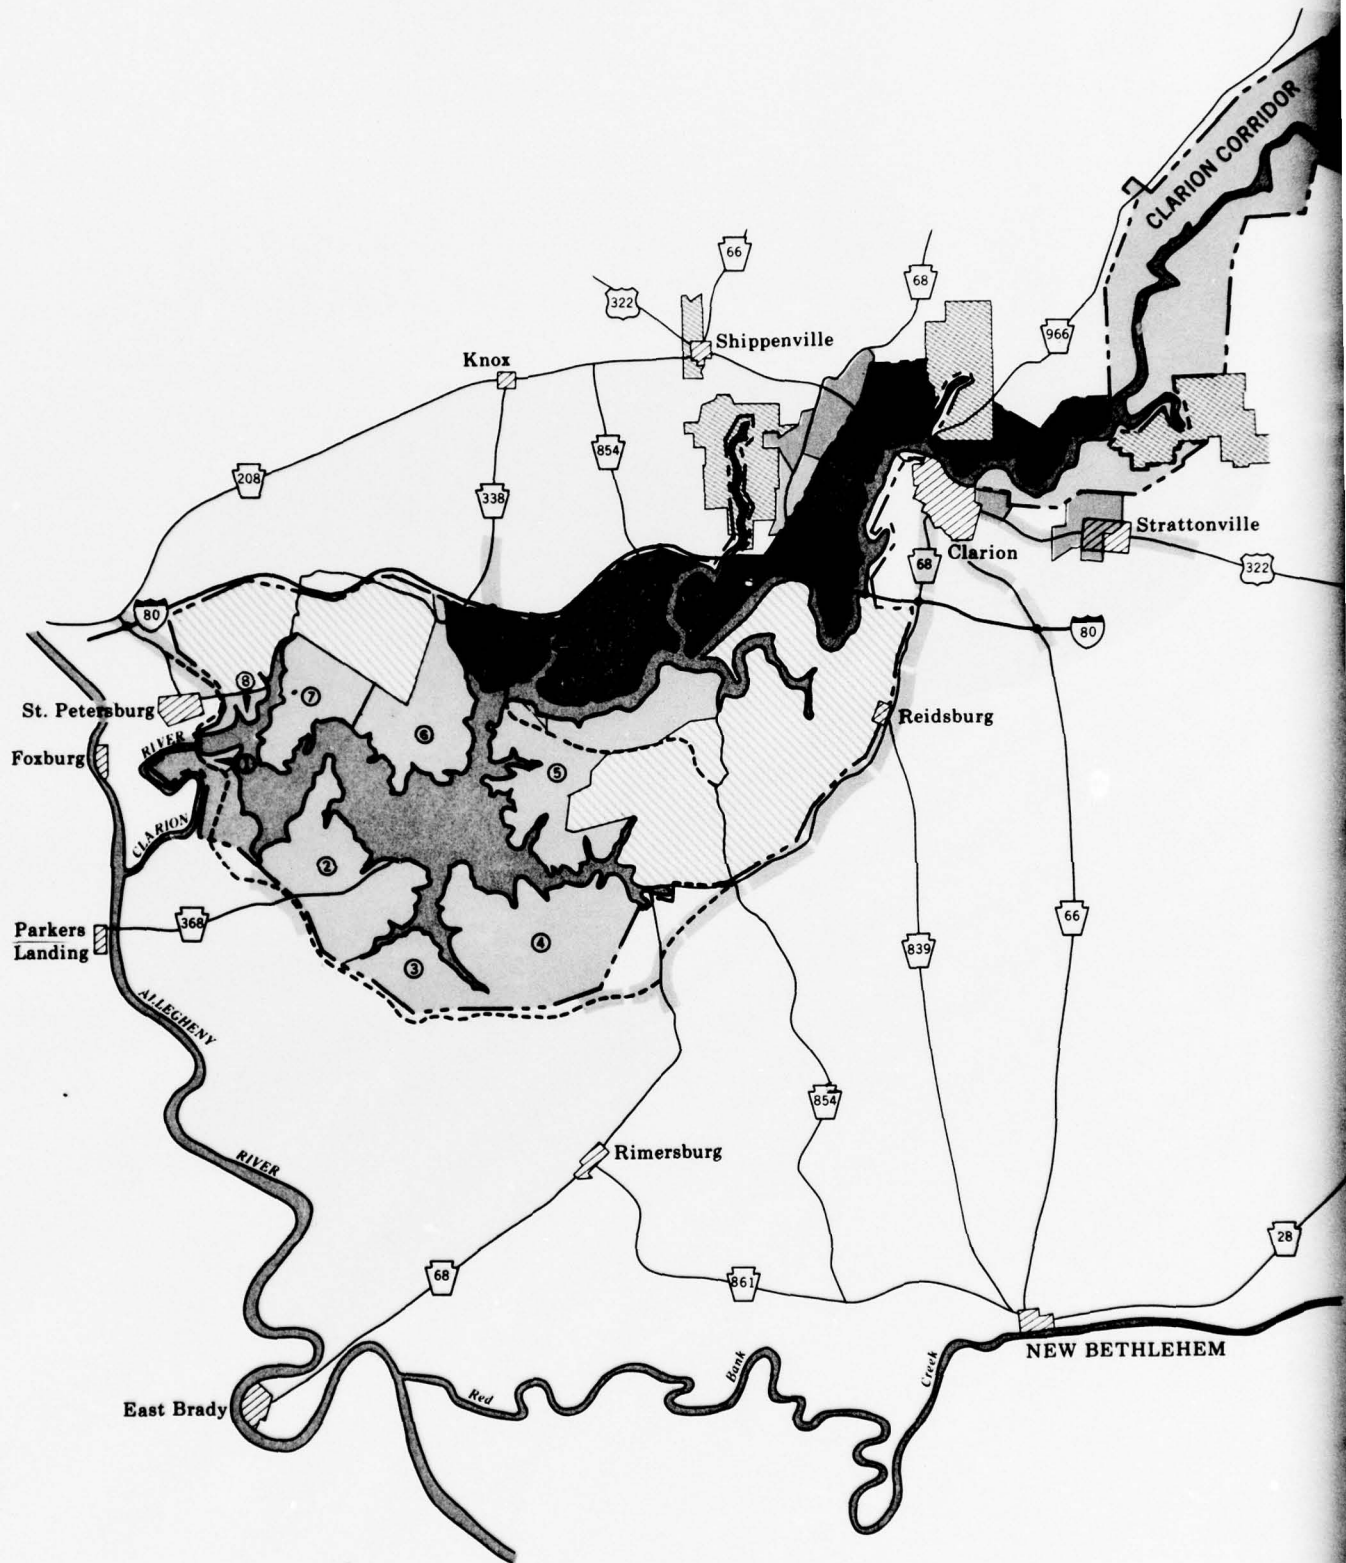 CLARION CORRIDOR
66
68
322
966
Shippenville
Knox
854
208
338
Strattonville
Clarion
68
322
80
80
8
7
St. Petersburg
Reidsburg
6
RIVER
Foxburg
1
5
CLARION
2
368
66
Parkers
Landing
839
4
3
ALLEGHENY
854
RIVER
Rimersburg
28
68
861
NEW BETHLEHEM
Bank
Creek
Red
East Brady